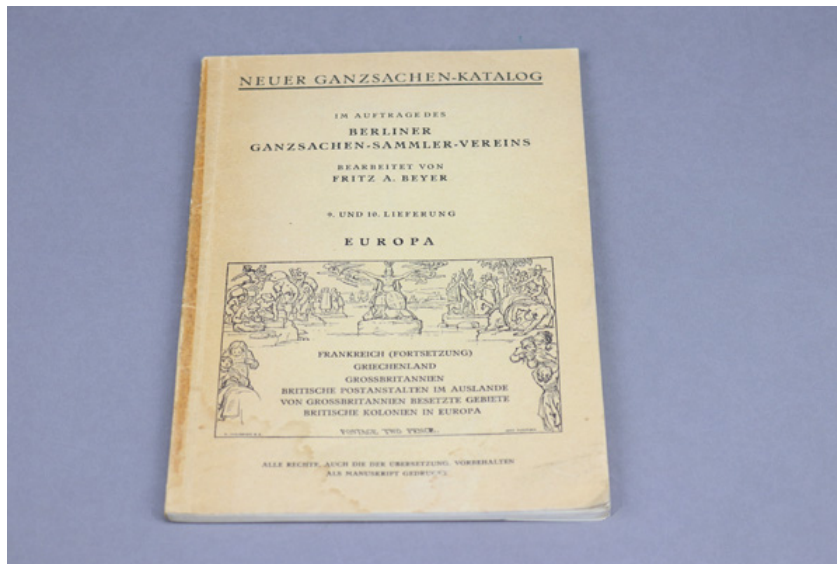 NEUER GANZSACHEN-KATALOG
IM AUFTRAGE DES
BERLINER
GANZSACHEN-SAMMLER-VEREINS
BEARBEITET VON
FRITZ A. BEYER
9. UND 10. LIEFERUNG
EUROPA
FRANKREICH (FORTSETZUNG)
GRIECHENLAND
GROSSBRITANNIEN
BRITISCHE POSTANSTALTEN IM AUSLANDE
VON GROSSBRITANNIEN BESETZTE GEBIETE
BRITISCHE KOLONIEN IN EUROPA
POSTAGE TWO PENCE.
ALLE RECHTE, AUCH DIE DER ÜBERSETZUNG, VORBEHALTEN
ALS MANUSKRIPT GEDRUCKT